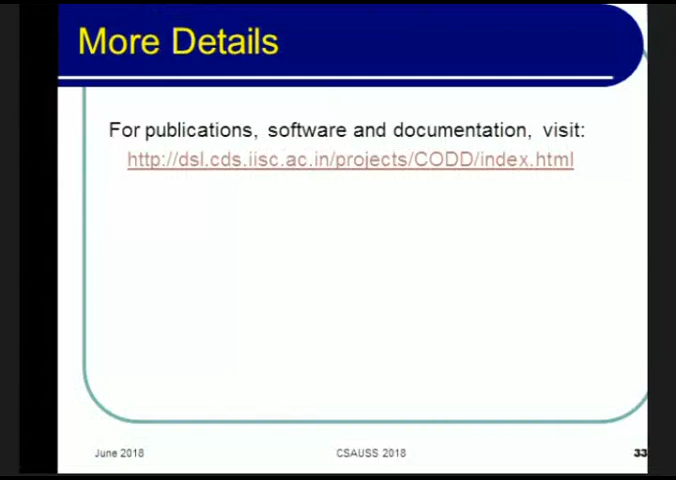 More Details
For publications, software and documentation, visit:
http://dsl.cds.iisc.ac.in/projects/CODD/index.html
June 2018 CSAUSS 2018 33